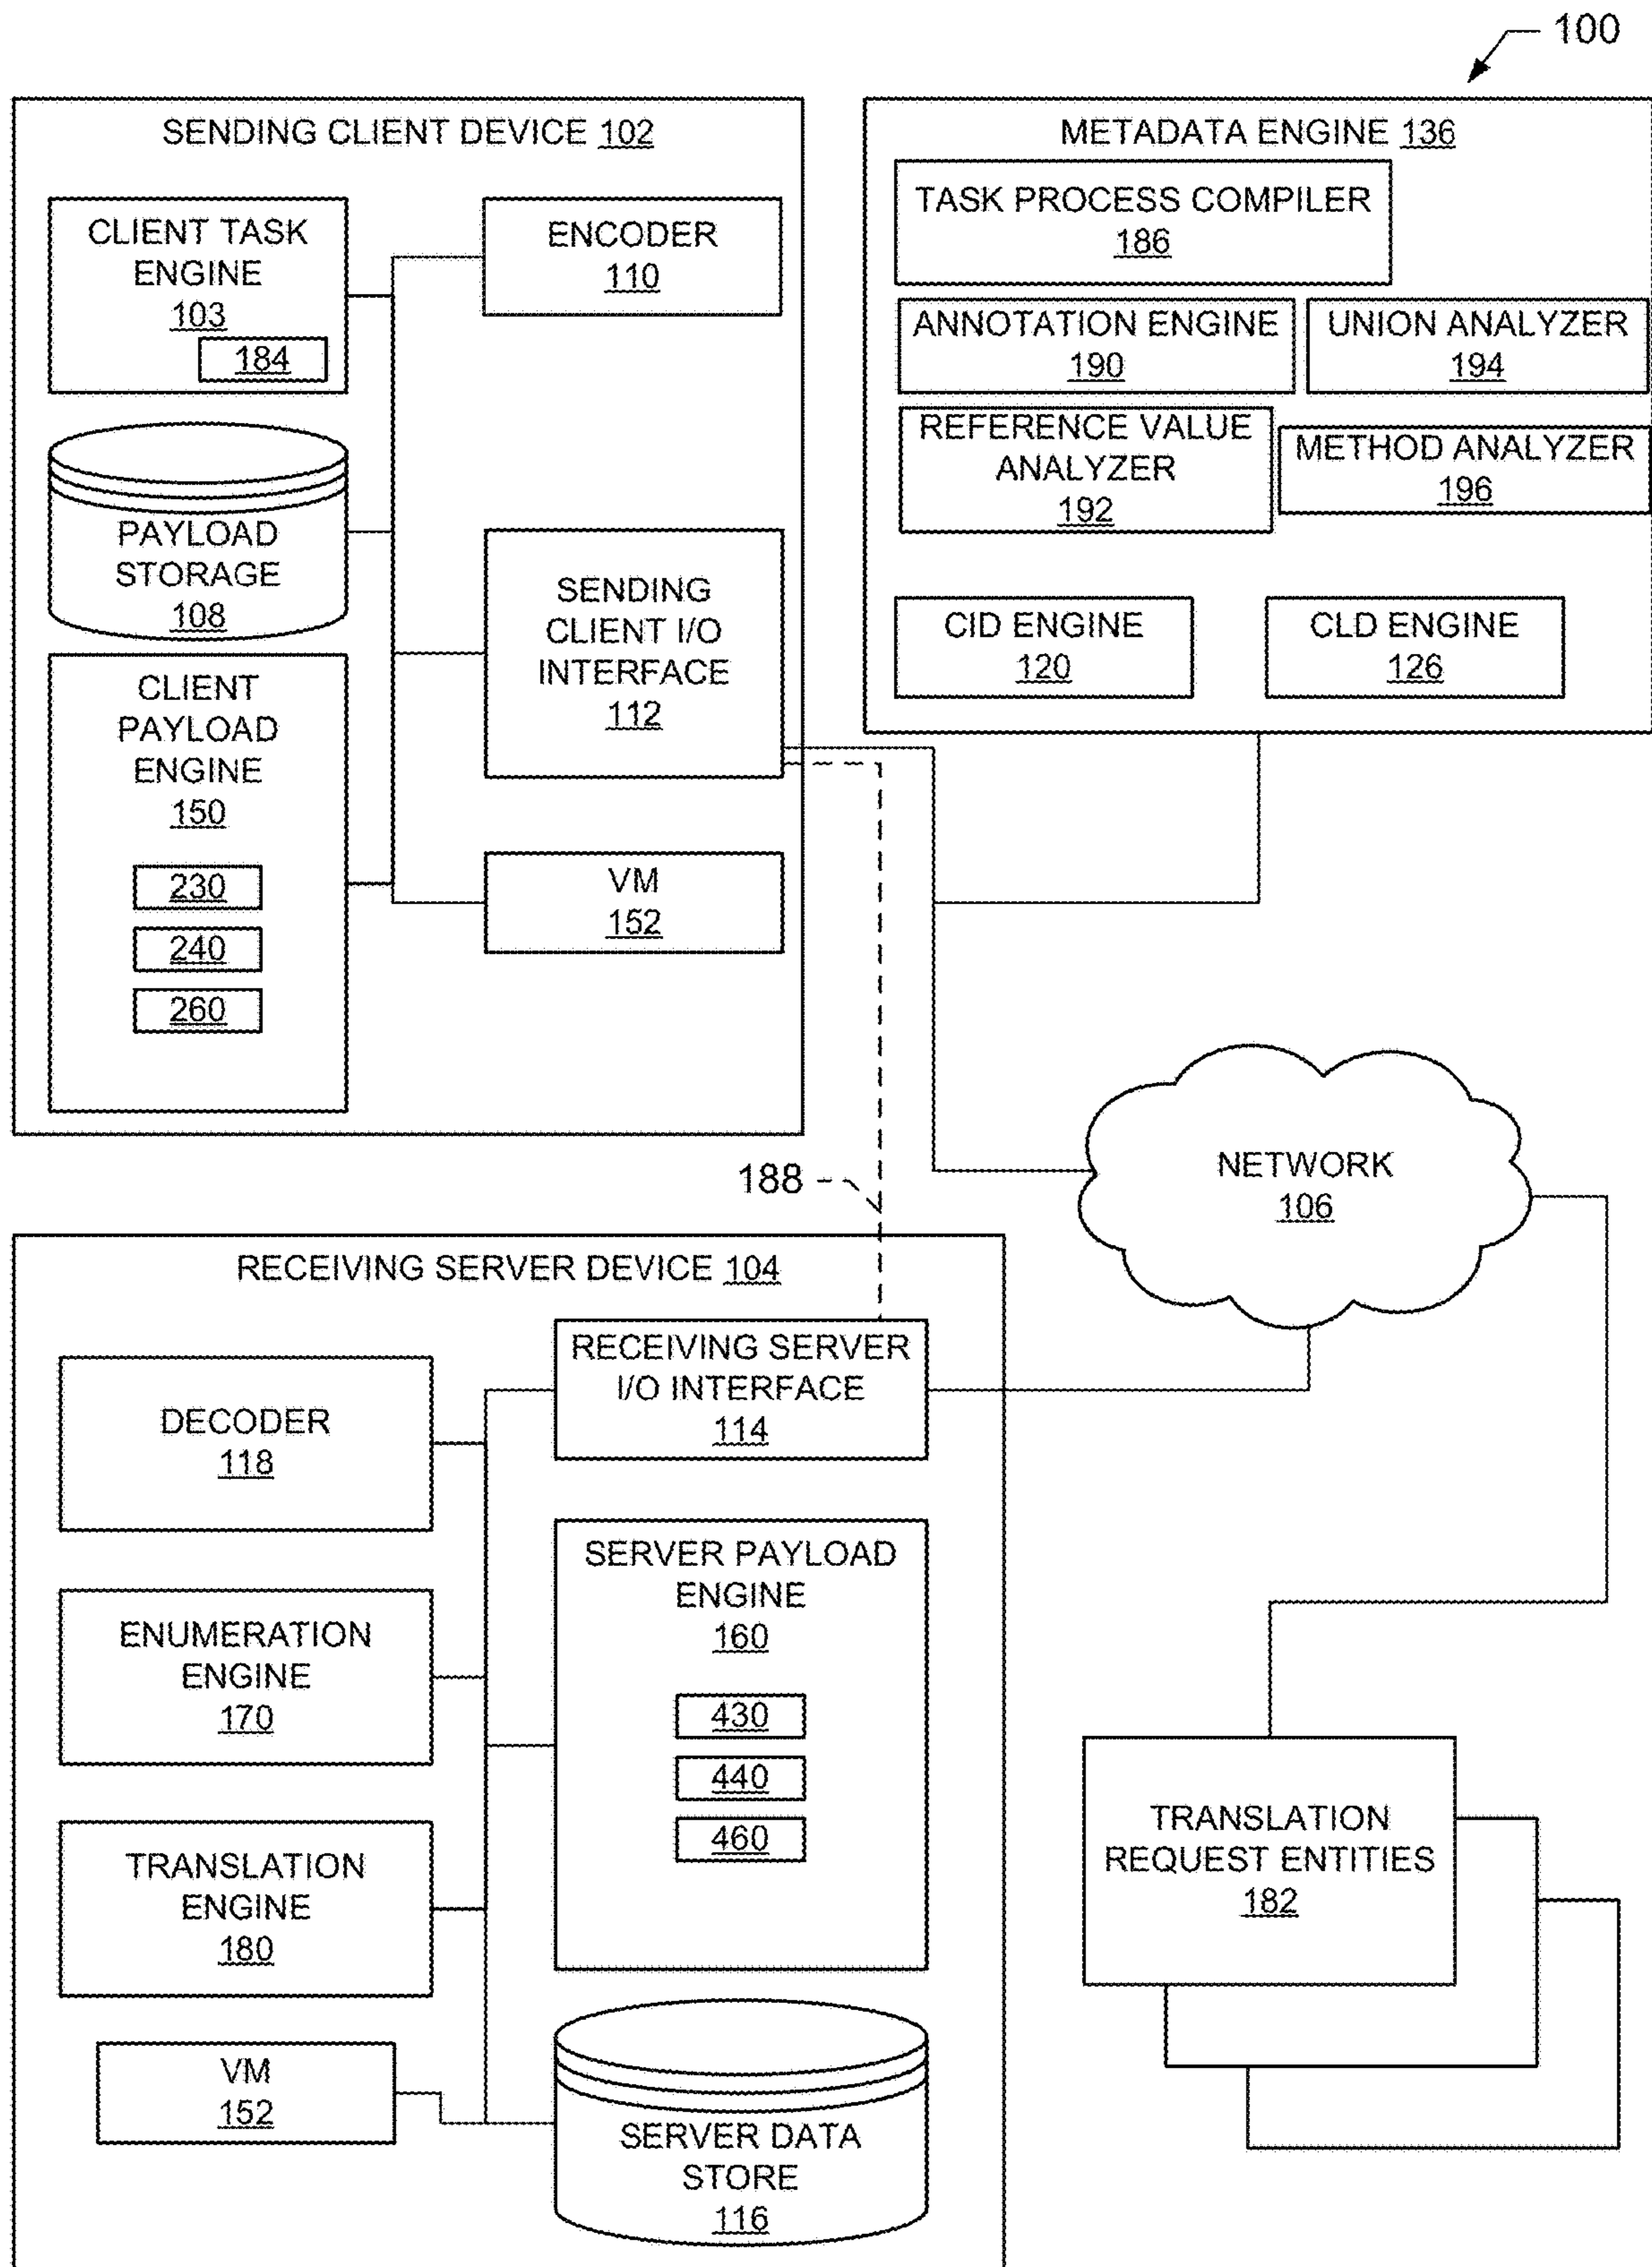 100
SENDING CLIENT DEVICE 102
CLIENT TASK
ENGINE
103
184
ENCODER
110
PAYLOAD
STORAGE
108
SENDING
CLIENT I/O
INTERFACE
112
CLIENT
PAYLOAD
ENGINE
150
230
240
260
VM
152
METADATA ENGINE 136
TASK PROCESS COMPILER
186
ANNOTATION ENGINE
190
UNION ANALYZER
194
REFERENCE VALUE
ANALYZER
192
METHOD ANALYZER
196
CID ENGINE
120
CLD ENGINE
126
188
NETWORK
106
RECEIVING SERVER DEVICE 104
RECEIVING SERVER
I/O INTERFACE
114
DECODER
118
SERVER PAYLOAD
ENGINE
160
430
440
460
ENUMERATION
ENGINE
170
TRANSLATION
ENGINE
180
VM
152
SERVER DATA
STORE
116
TRANSLATION
REQUEST ENTITIES
182